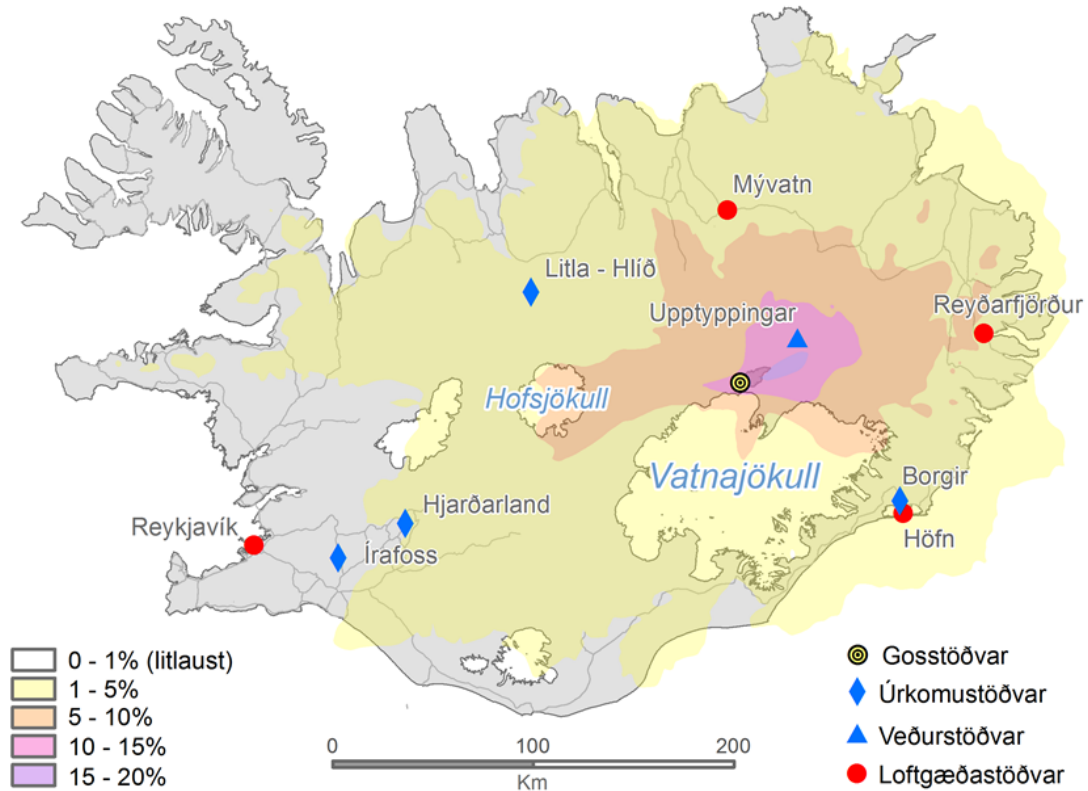 Mývatn
Litla - Hlíð
Upptyppingar
Reyðarfjörður
Hofsjökull
Vatnajökull
Borgir
Höfn
Hjarðarland
Reykjavík
Írafoss
0 - 1% (litlaust)
1 - 5%
5 - 10%
10 - 15%
15 - 20%
0 100 200
Km
Gosstöðvar
Úrkomustöðvar
Veðurstöðvar
Loftgæðastöðvar